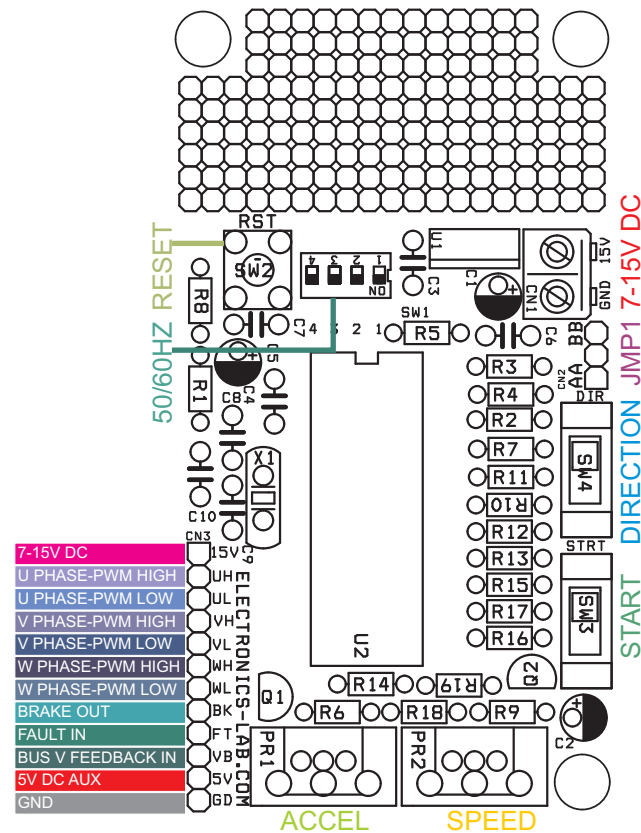 RST
SW2
RESET
50/60HZ
4 3 2 1
ON
SW1
4 3 2 1
C3
U1
C1
CN1
15V
GND
7-15V DC
JMP1
BB
AA
CN2
C6
R5
R8
R1
C7
C5
C4
C8
X1
C10
C9
R3
R4
R2
R7
R11
R10
R12
R13
R15
R17
R16
DIR
SW4
DIRECTION
STRT
SW3
START
U2
Q2
Q1
R14
R19
R6
R18
R9
C2
PR1
PR2
ACCEL
SPEED
CN3
7-15V DC 15V
U PHASE-PWM HIGH UH
U PHASE-PWM LOW UL
V PHASE-PWM HIGH VH
V PHASE-PWM LOW VL
W PHASE-PWM HIGH WH
W PHASE-PWM LOW WL
BRAKE OUT BK
FAULT IN FT
BUS V FEEDBACK IN VB
5V DC AUX 5V
GND GD
ELECTRONICS-LAB.COM